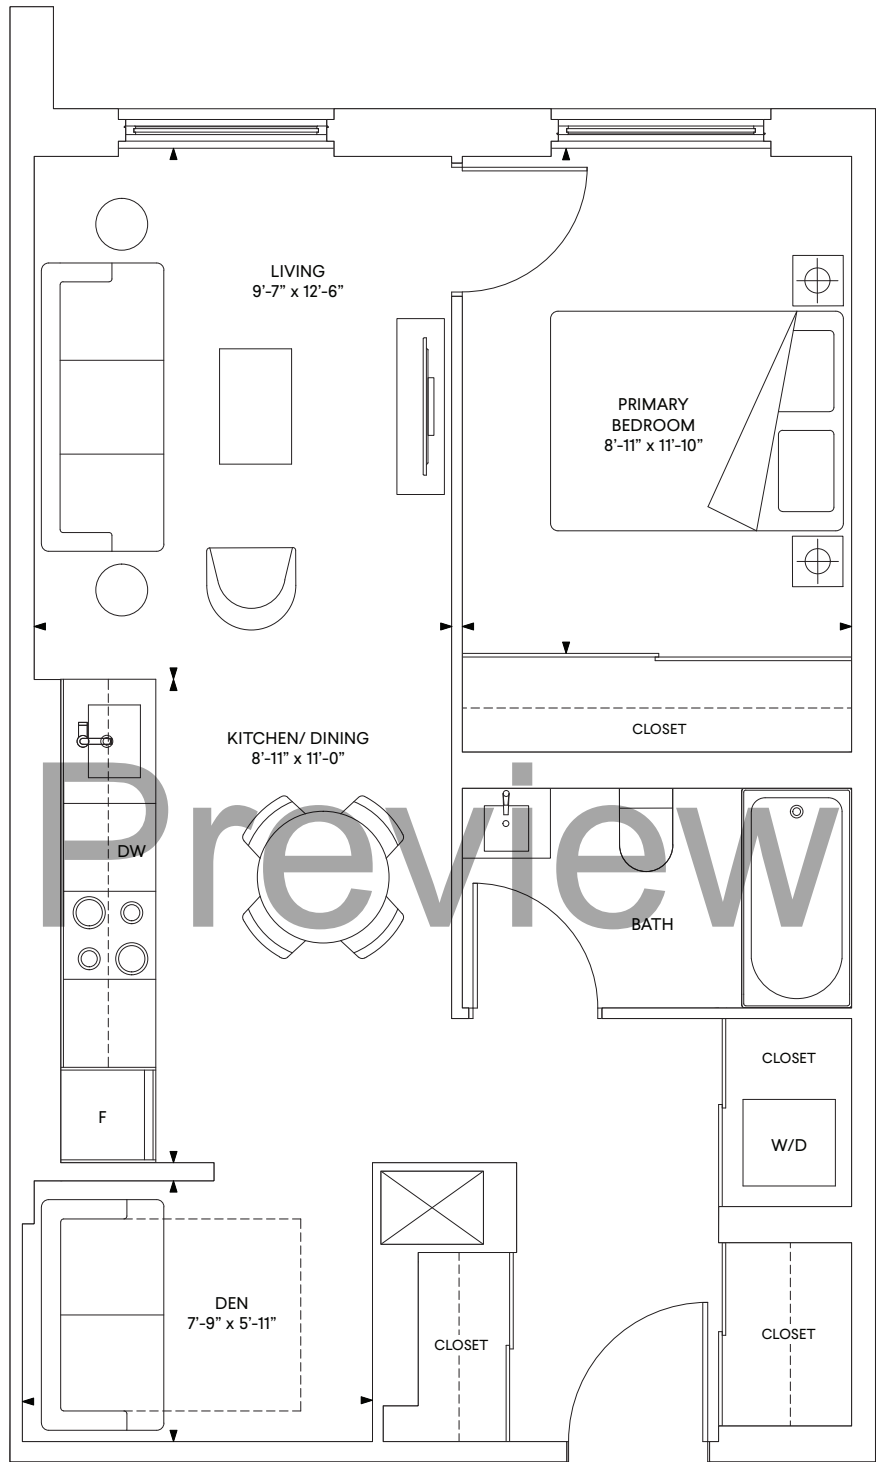 LIVING
9’-7” x 12’-6”
PRIMARY
BEDROOM
8’-11” x 11’-10”
CLOSET
KITCHEN/ DINING
8’-11” x 11’-0”
Preview
DW
BATH
CLOSET
F
W/D
DEN
7’-9” x 5’-11”
CLOSET
CLOSET